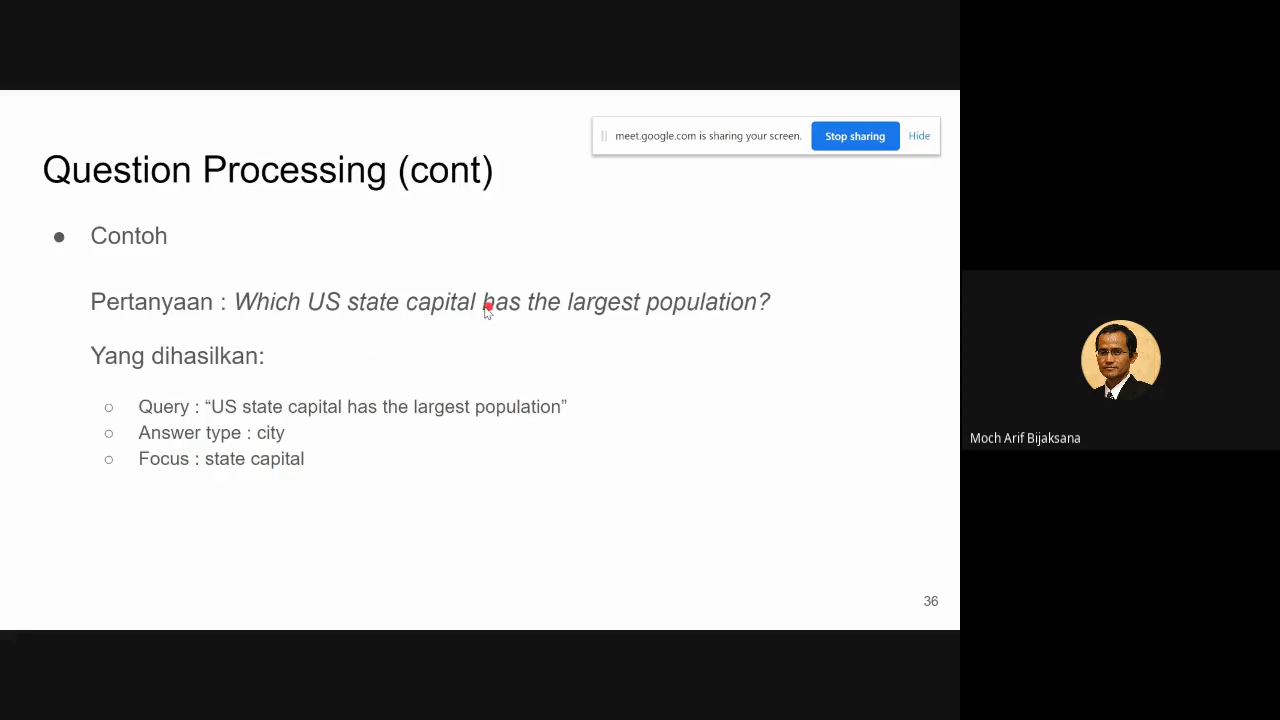 meet.google.com is sharing your screen. Stop sharing Hide
Question Processing (cont)
● Contoh
Pertanyaan : Which US state capital has the largest population?
Yang dihasilkan:
○ Query : “US state capital has the largest population”
○ Answer type : city
○ Focus : state capital
36
Moch Arif Bijaksana